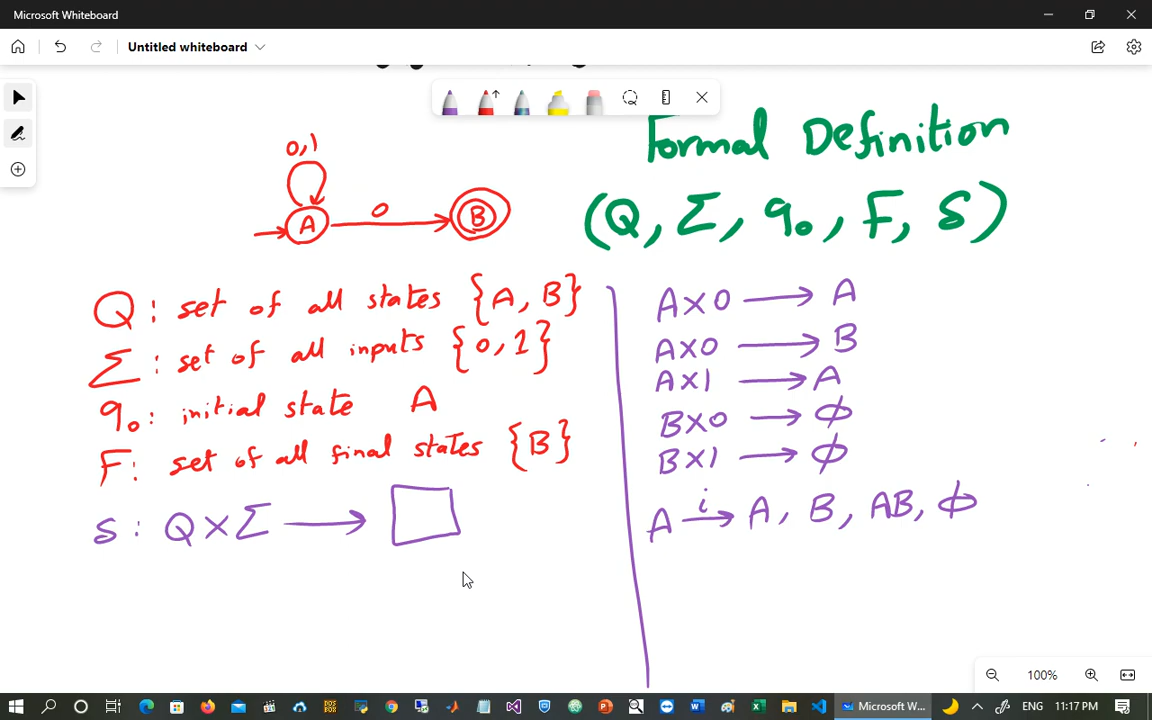 Microsoft Whiteboard
Untitled whiteboard
Formal Definition
(Q, Σ, q₀, F, δ)
0,1
A
0
B
Q : set of all states {A, B}
Σ : set of all inputs {0, 1}
q₀ : initial state A
F : set of all final states {B}
δ : Q × Σ ⟶ □
A×0 ⟶ A
A×0 ⟶ B
A×1 ⟶ A
B×0 ⟶ ϕ
B×1 ⟶ ϕ
i
A ⟶ A, B, AB, ϕ
100%
Microsoft W...
ENG
11:17 PM